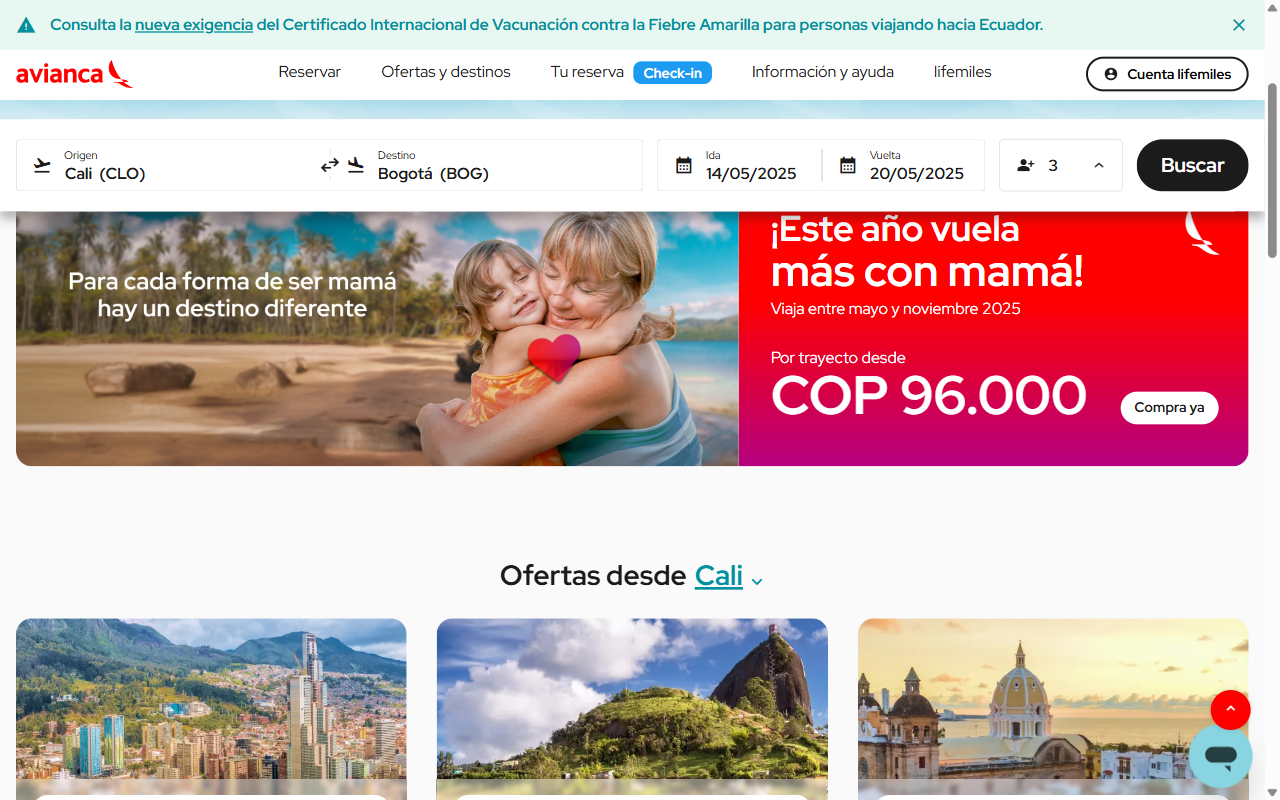 Consulta la nueva exigencia del Certificado Internacional de Vacunación contra la Fiebre Amarilla para personas viajando hacia Ecuador.
avianca
Reservar
Ofertas y destinos
Tu reserva
Check-in
Información y ayuda
lifemiles
Cuenta lifemiles
Origen
Cali (CLO)
Destino
Bogotá (BOG)
Ida
14/05/2025
Vuelta
20/05/2025
3
Buscar
Para cada forma de ser mamá
hay un destino diferente
¡Este año vuela
más con mamá!
Viaja entre mayo y noviembre 2025
Por trayecto desde
COP 96.000
Compra ya
Ofertas desde Cali